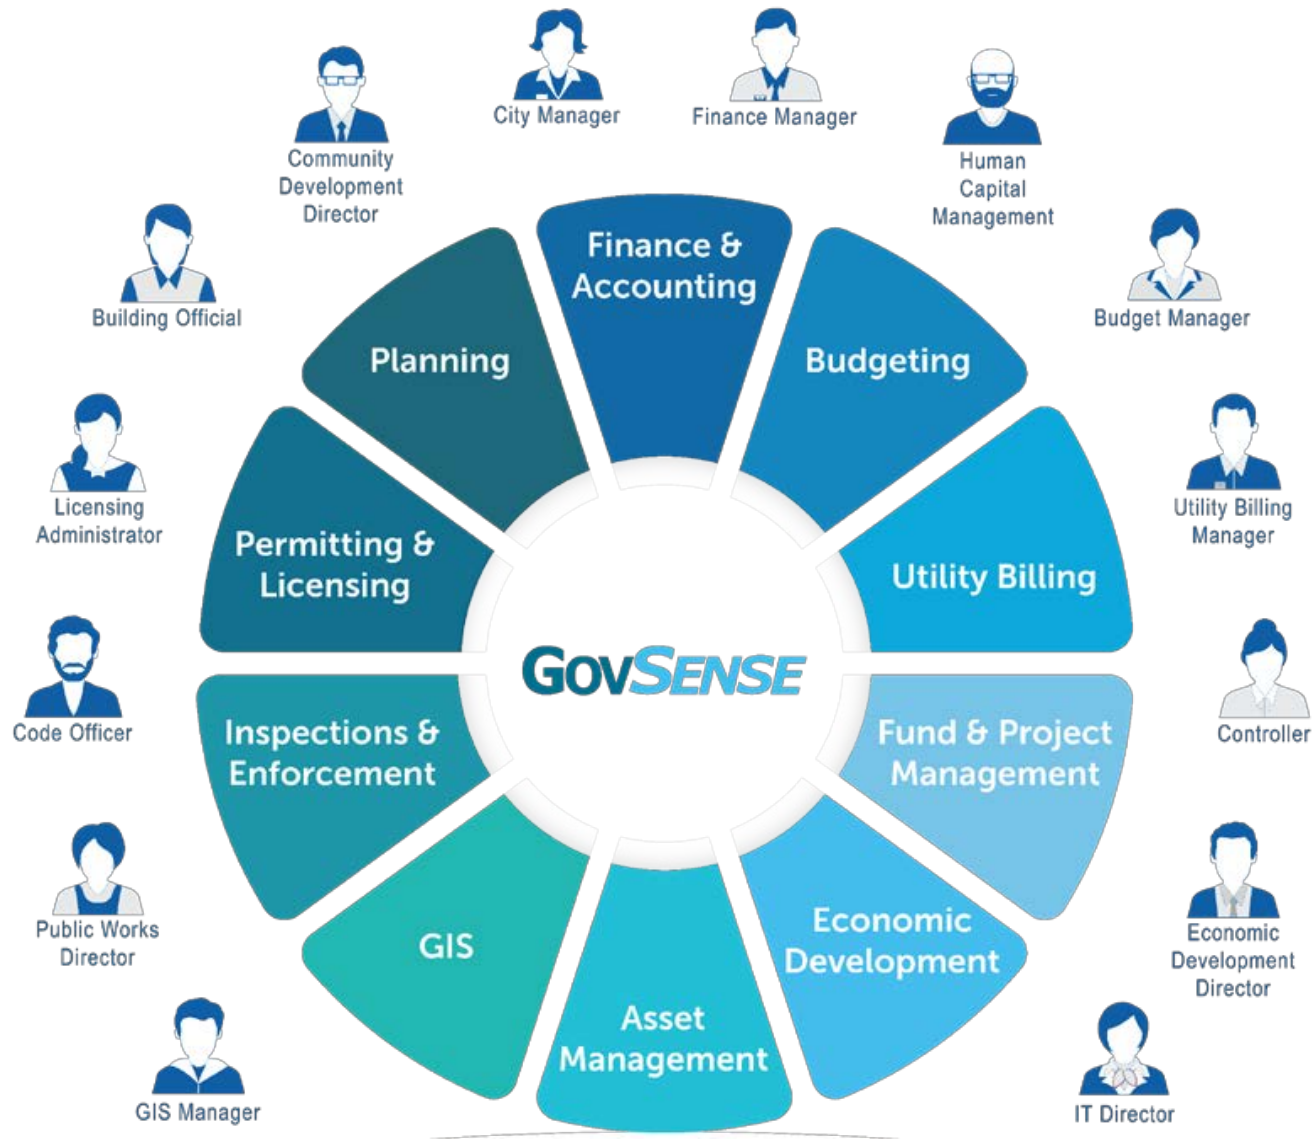 City Manager
Finance Manager
Community
Development
Director
Human
Capital
Management
Building Official
Budget Manager
Licensing
Administrator
Utility Billing
Manager
Code Officer
Controller
Public Works
Director
Economic
Development
Director
GIS Manager
IT Director
Finance &
Accounting
Budgeting
Utility Billing
Fund & Project
Management
Economic
Development
Asset
Management
GIS
Inspections &
Enforcement
Permitting &
Licensing
Planning
GOVSENSE